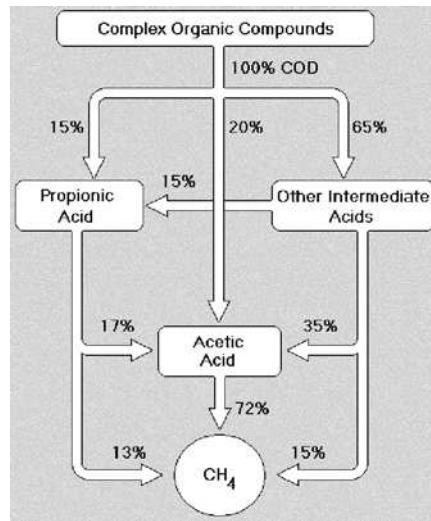 Complex Organic Compounds
100% COD
15%
20%
65%
15%
Propionic
Acid
Other Intermediate
Acids
17%
35%
Acetic
Acid
72%
13%
15%
CH4